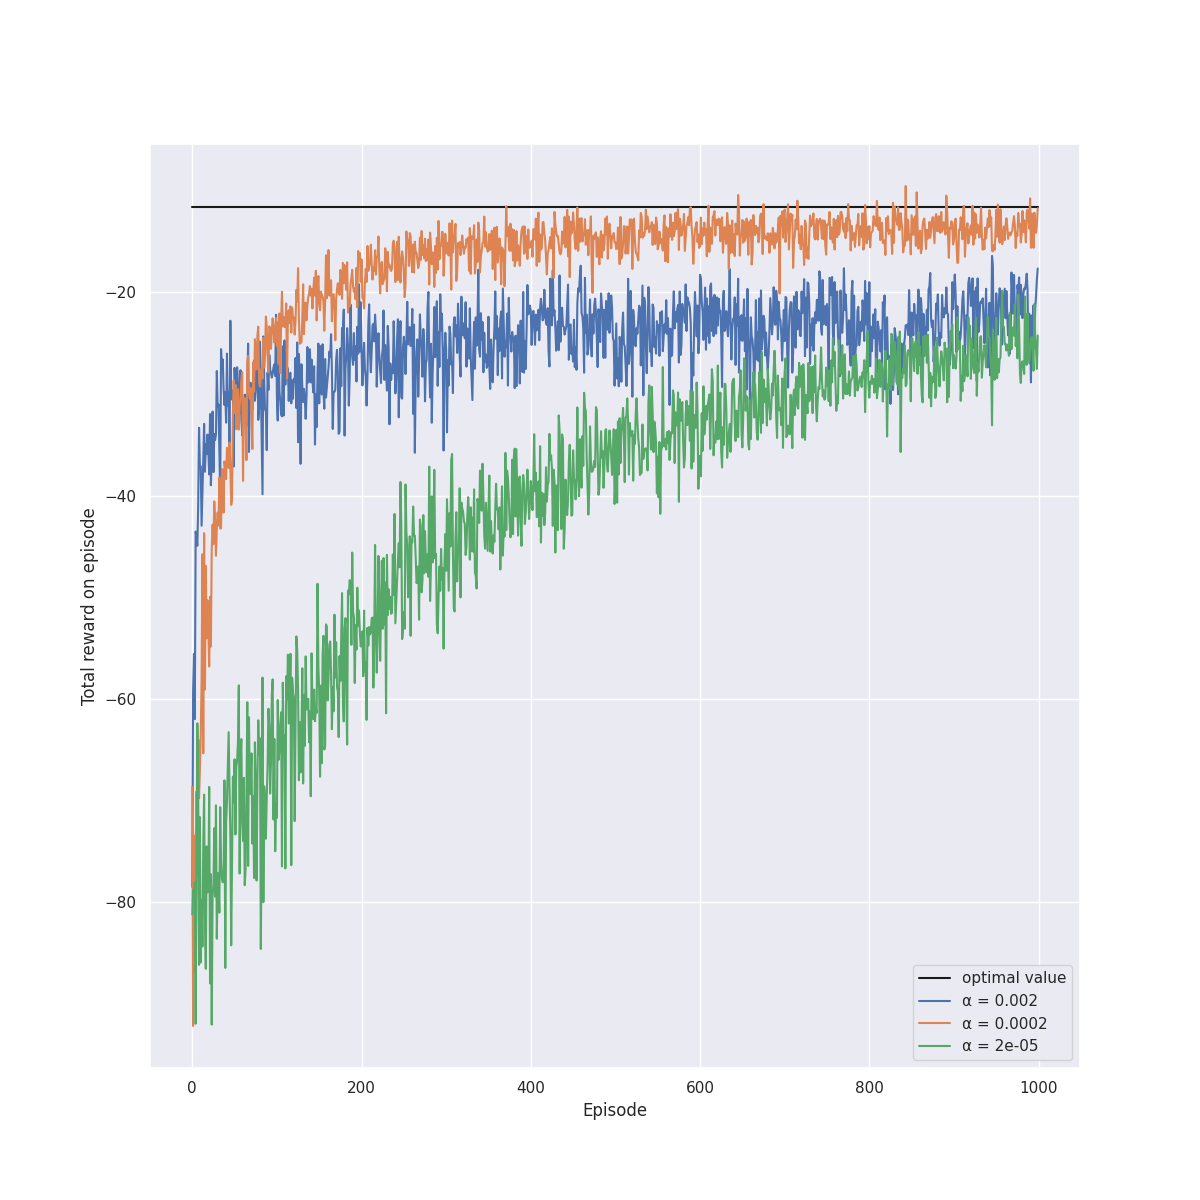 −20
−40
−60
−80
Total reward on episode
0 200 400 600 800 1000
Episode
optimal value
α = 0.002
α = 0.0002
α = 2e-05